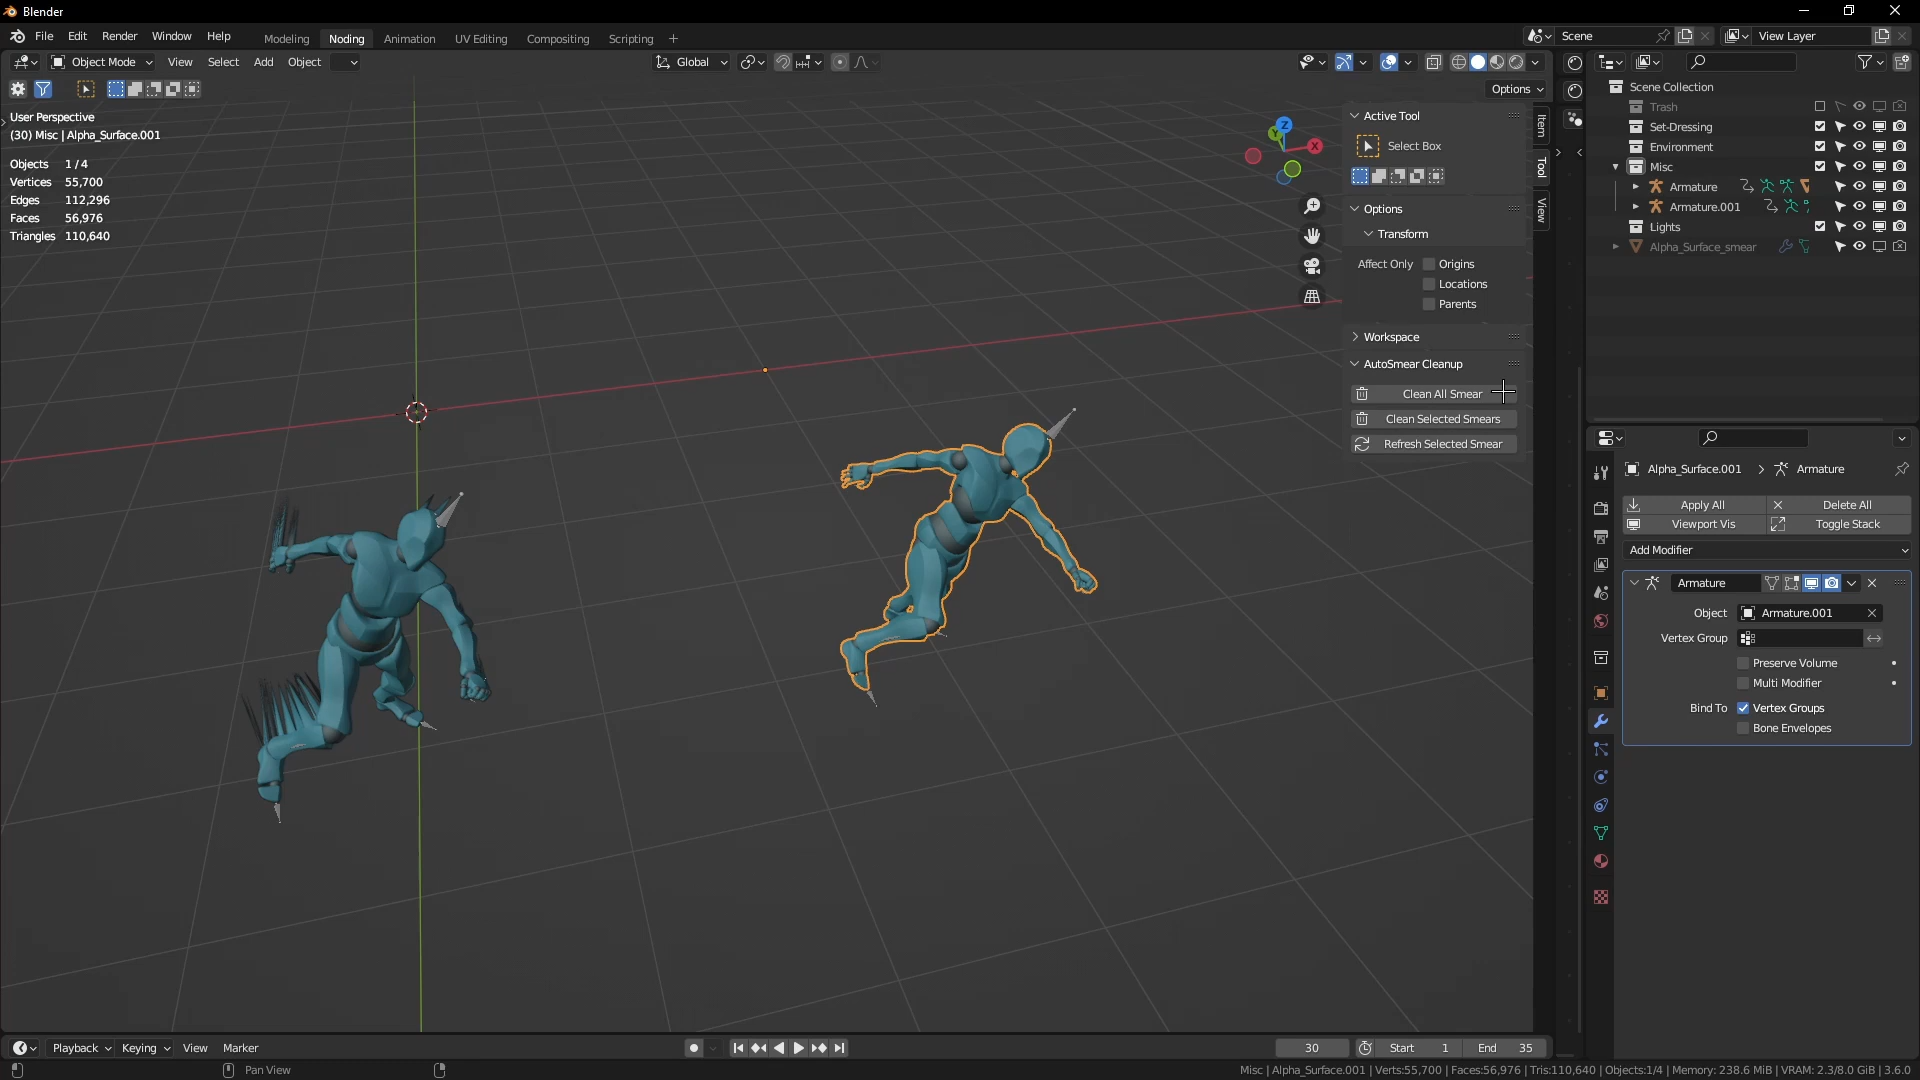 Blender
File Edit Render Window Help
Modeling Noding Animation UV Editing Compositing Scripting +
Scene
View Layer
Object Mode View Select Add Object
Global
Options
User Perspective
(30) Misc | Alpha_Surface.001
Objects 1/4
Vertices 55,700
Edges 112,296
Faces 56,976
Triangles 110,640
Z
Y
X
Active Tool
Select Box
Options
Transform
Affect Only Origins
Locations
Parents
Workspace
AutoSmear Cleanup
Clean All Smear
Clean Selected Smears
Refresh Selected Smear
Item
Tool
View
Scene Collection
Trash
Set-Dressing
Environment
Misc
Armature
Armature.001
Lights
Alpha_Surface_smear
Alpha_Surface.001 > Armature
Apply All Delete All
Viewport Vis Toggle Stack
Add Modifier
Armature
Object Armature.001
Vertex Group
Preserve Volume
Multi Modifier
Bind To Vertex Groups
Bone Envelopes
Playback Keying View Marker
30
Start 1
End 35
Pan View
Misc | Alpha_Surface.001 | Verts:55,700 | Faces:56,976 | Tris:110,640 | Objects:1/4 | Memory: 238.6 MiB | VRAM: 2.3/8.0 GiB | 3.6.0